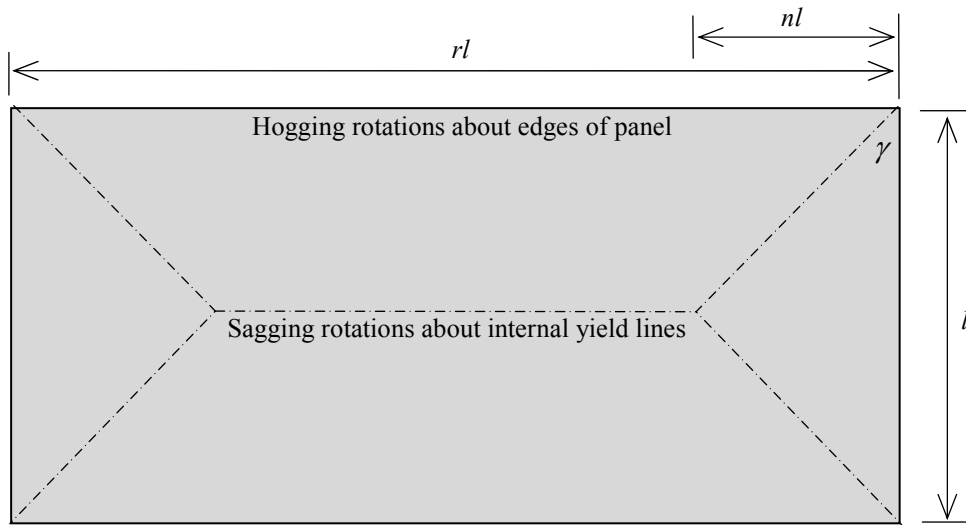 nl
rl
Hogging rotations about edges of panel
γ
l
Sagging rotations about internal yield lines